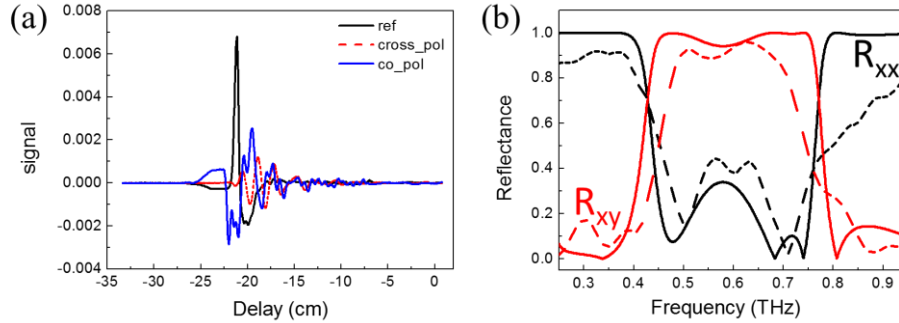 (a)
ref
cross_pol
co_pol
signal
0.008
0.006
0.004
0.002
0.000
-0.002
-0.004
-35 -30 -25 -20 -15 -10 -5 0
Delay (cm)
(b)
Rxx
Rxy
Reflectance
1.0
0.8
0.6
0.4
0.2
0.0
0.3 0.4 0.5 0.6 0.7 0.8 0.9
Frequency (THz)